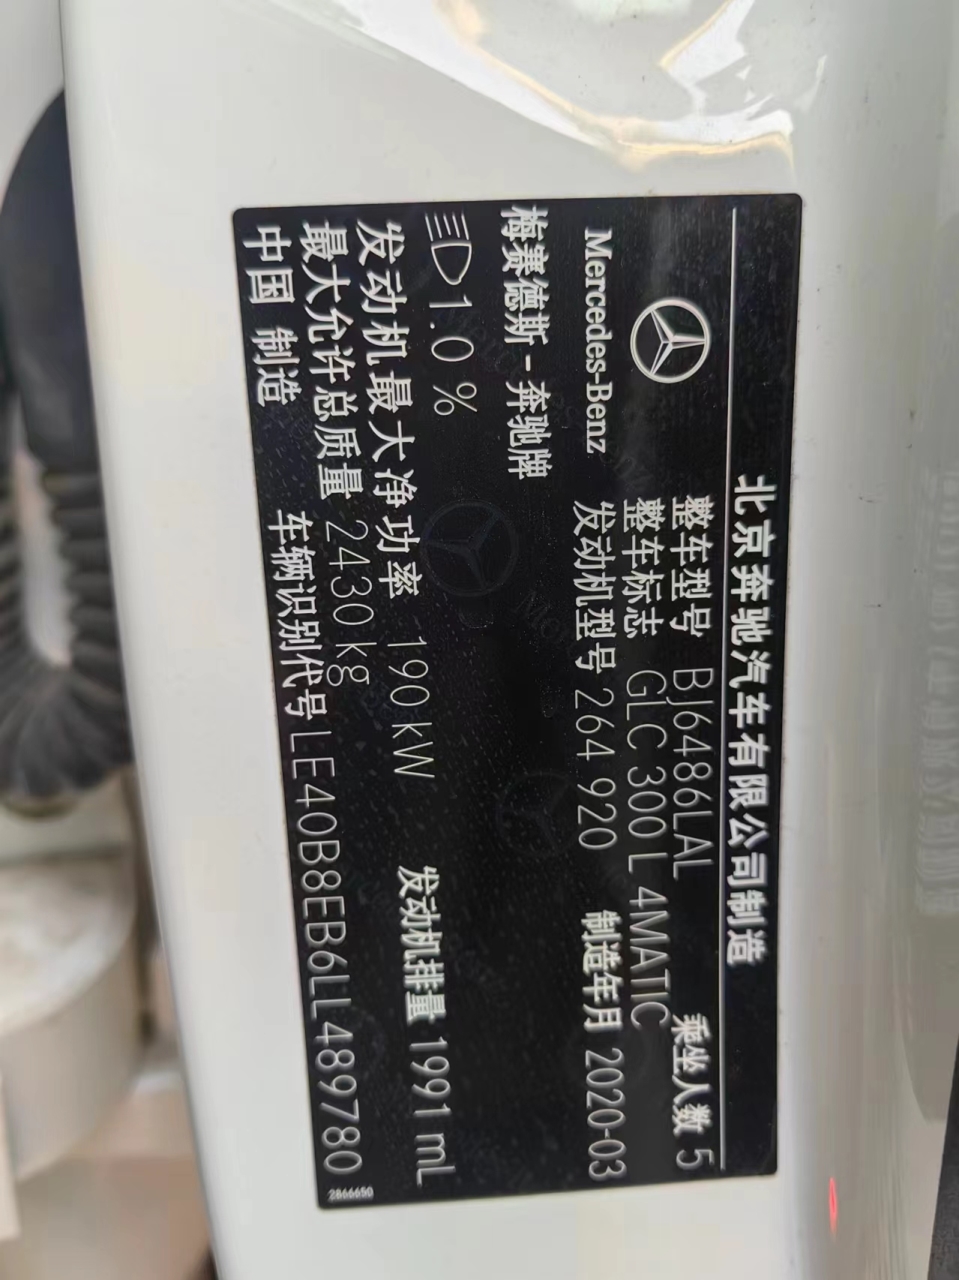 北京奔驰汽车有限公司制造
Mercedes-Benz
梅赛德斯-奔驰牌
整车型号 BJ6486LAL 乘坐人数 5
整车标志 GLC 300 L 4MATIC
发动机型号 264 920 制造年月 2020-03
1.0 %
发动机最大净功率 190 kW 发动机排量 1991 mL
最大允许总质量 2430 kg
中国 制造 车辆识别代号 LE40B8EB6LL489780
2866650